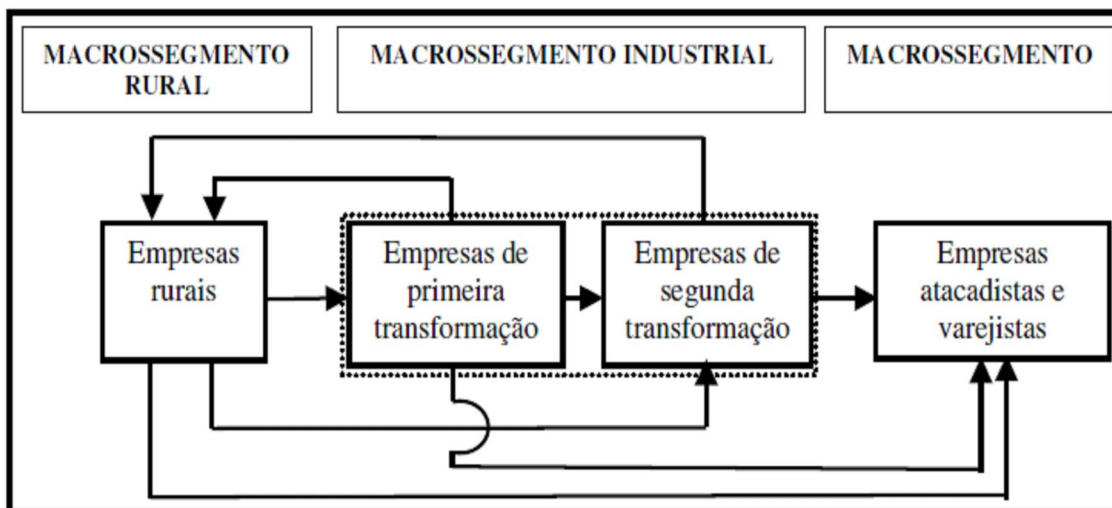 MACROSSEGMENTO
RURAL
MACROSSEGMENTO INDUSTRIAL
MACROSSEGMENTO
Empresas
rurais
Empresas de
primeira
transformação
Empresas de
segunda
transformação
Empresas
atacadistas e
varejistas